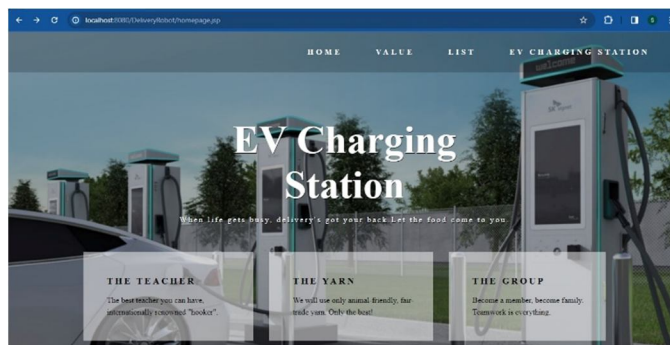 localhost:8080/DeliveryRobot/homepage.jsp
HOME VALUE LIST EV CHARGING STATION
welcome
EV Charging
Station
When life gets busy, delivery's got your back.Let the food come to you.
THE TEACHER
The best teacher you can have,
internationally renowned "hooker".
THE YARN
We will use only animal-friendly, fair-
trade yarn. Only the best!
THE GROUP
Become a member, become family.
Teamwork is everything.